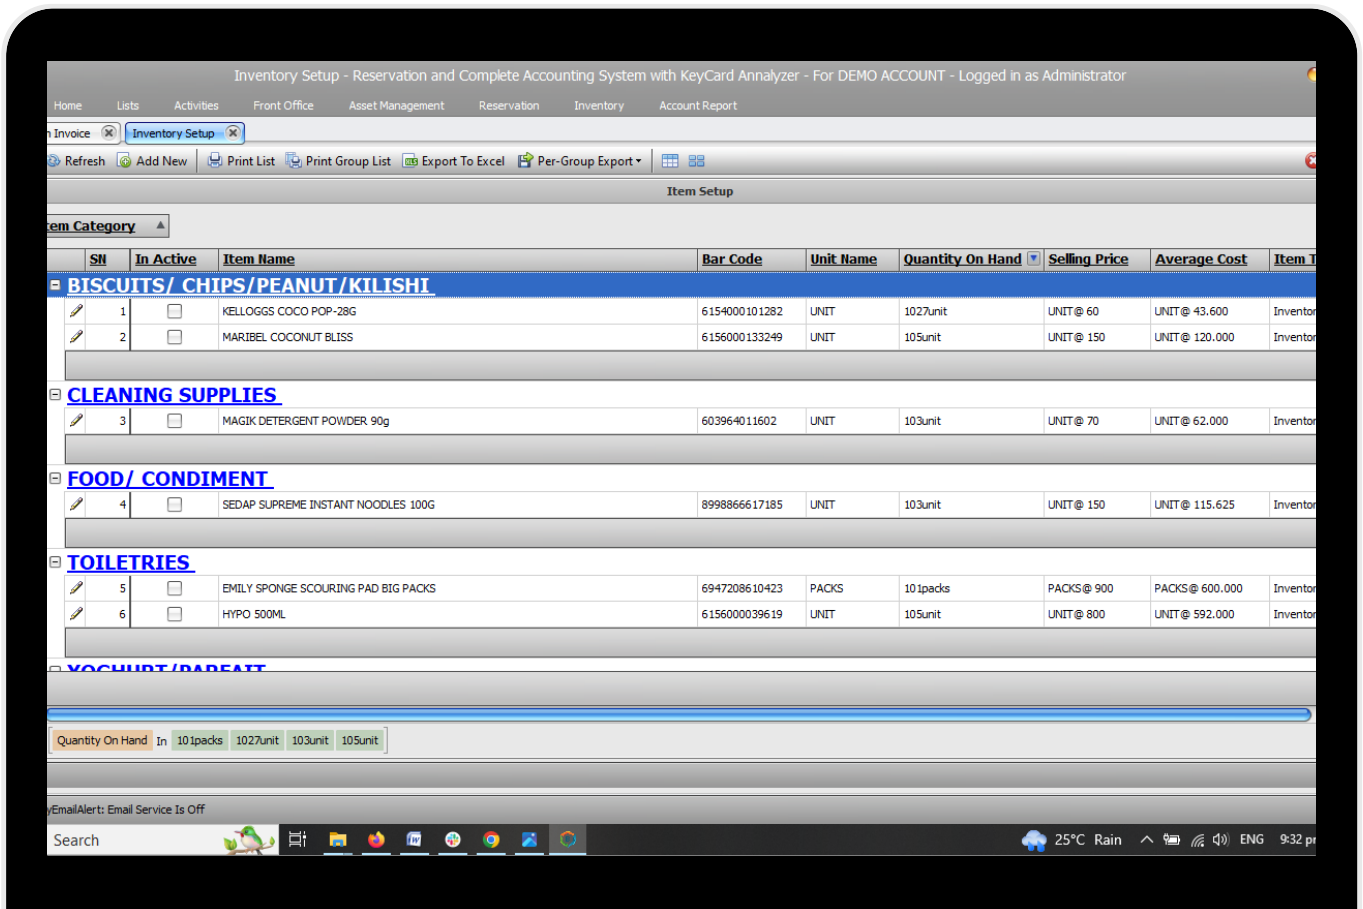 Inventory Setup - Reservation and Complete Accounting System with KeyCard Annalyzer - For DEMO ACCOUNT - Logged in as Administrator
Home Lists Activities Front Office Asset Management Reservation Inventory Account Report
Invoice Inventory Setup
Refresh Add New Print List Print Group List Export To Excel Per-Group Export
Item Setup
em Category
SN In Active Item Name Bar Code Unit Name Quantity On Hand Selling Price Average Cost Item T
BISCUITS/ CHIPS/PEANUT/KILISHI
1 KELLOGGS COCO POP-28G 6154000101282 UNIT 1027unit UNIT@ 60 UNIT@ 43.600 Inventor
2 MARIBEL COCONUT BLISS 6156000133249 UNIT 105unit UNIT@ 150 UNIT@ 120.000 Inventor
CLEANING SUPPLIES
3 MAGIK DETERGENT POWDER 90g 603964011602 UNIT 103unit UNIT@ 70 UNIT@ 62.000 Inventor
FOOD/ CONDIMENT
4 SEDAP SUPREME INSTANT NOODLES 100G 8998866617185 UNIT 103unit UNIT@ 150 UNIT@ 115.625 Inventor
TOILETRIES
5 EMILY SPONGE SCOURING PAD BIG PACKS 6947208610423 PACKS 101packs PACKS@ 900 PACKS@ 600.000 Inventor
6 HYPO 500ML 6156000039619 UNIT 105unit UNIT@ 800 UNIT@ 592.000 Inventor
YOGHURT/PARFAIT
Quantity On Hand In 101packs 1027unit 103unit 105unit
yEmailAlert: Email Service Is Off
Search 25°C Rain ENG 9:32 pr